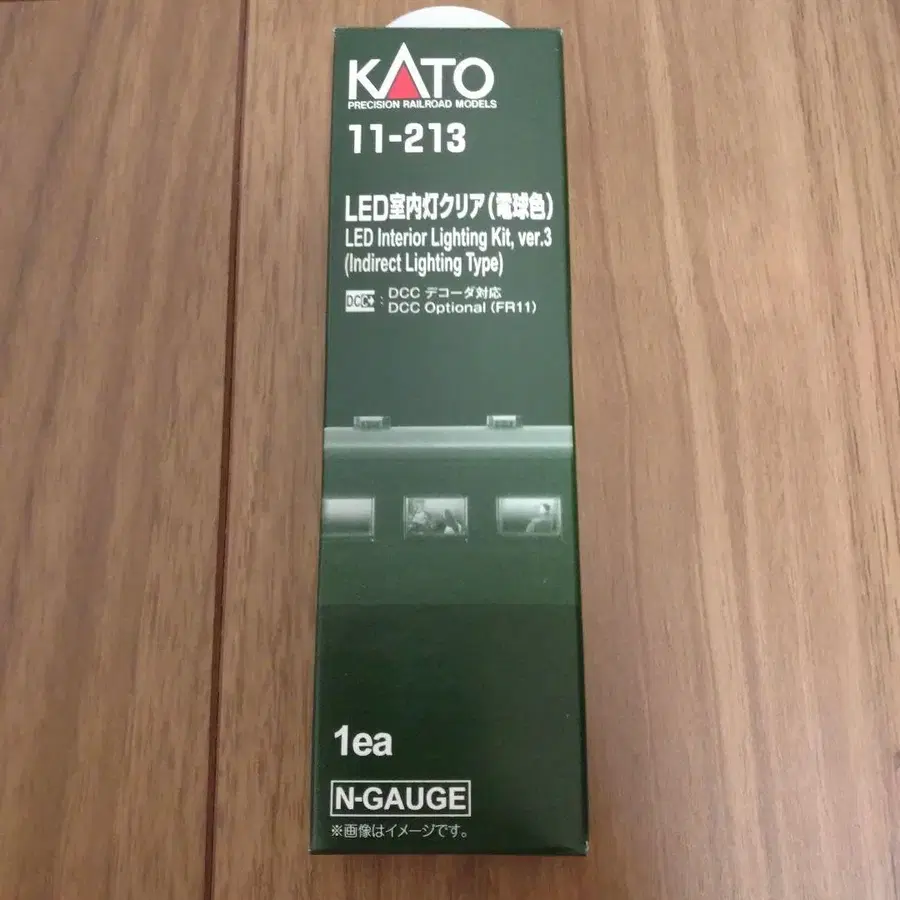 KATO
PRECISION RAILROAD MODELS
11-213
LED室内灯クリア(電球色)
LED Interior Lighting Kit, ver.3
(Indirect Lighting Type)
DCC : DCC デコーダ対応
DCC Optional (FR11)
1ea
N-GAUGE
※画像はイメージです。